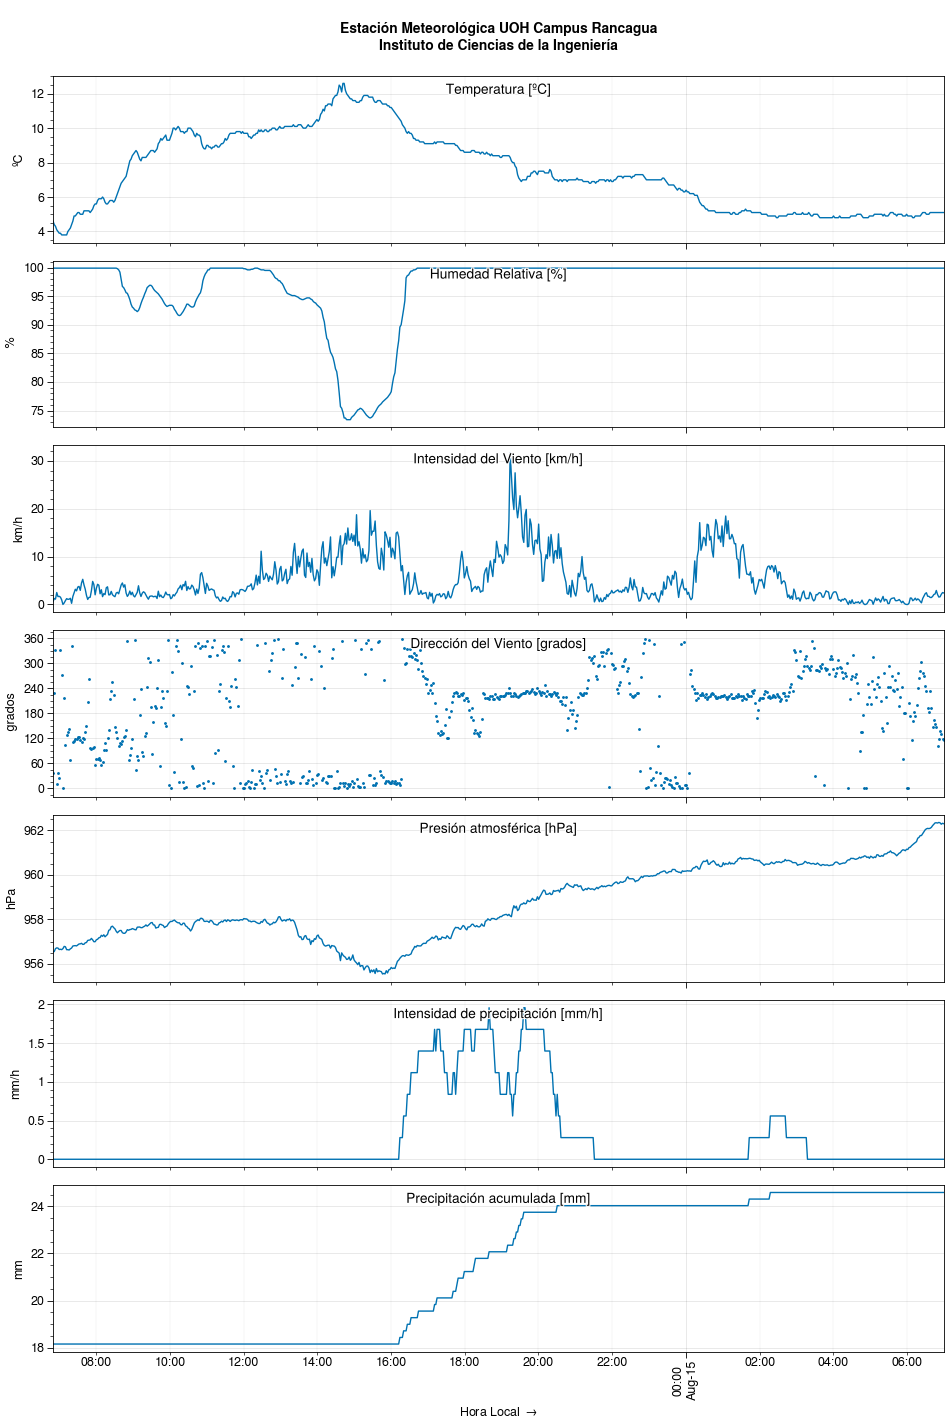 Estación Meteorológica UOH Campus Rancagua
Instituto de Ciencias de la Ingeniería
Temperatura [ºC]
12
10
8
6
4
ºC
Humedad Relativa [%]
100
95
90
85
80
75
%
Intensidad del Viento [km/h]
30
20
10
0
km/h
Dirección del Viento [grados]
360
300
240
180
120
60
0
grados
Presión atmosférica [hPa]
962
960
958
956
hPa
Intensidad de precipitación [mm/h]
2
1.5
1
0.5
0
mm/h
Precipitación acumulada [mm]
24
22
20
18
mm
08:00 10:00 12:00 14:00 16:00 18:00 20:00 22:00 00:00 02:00 04:00 06:00
Aug-15
Hora Local →